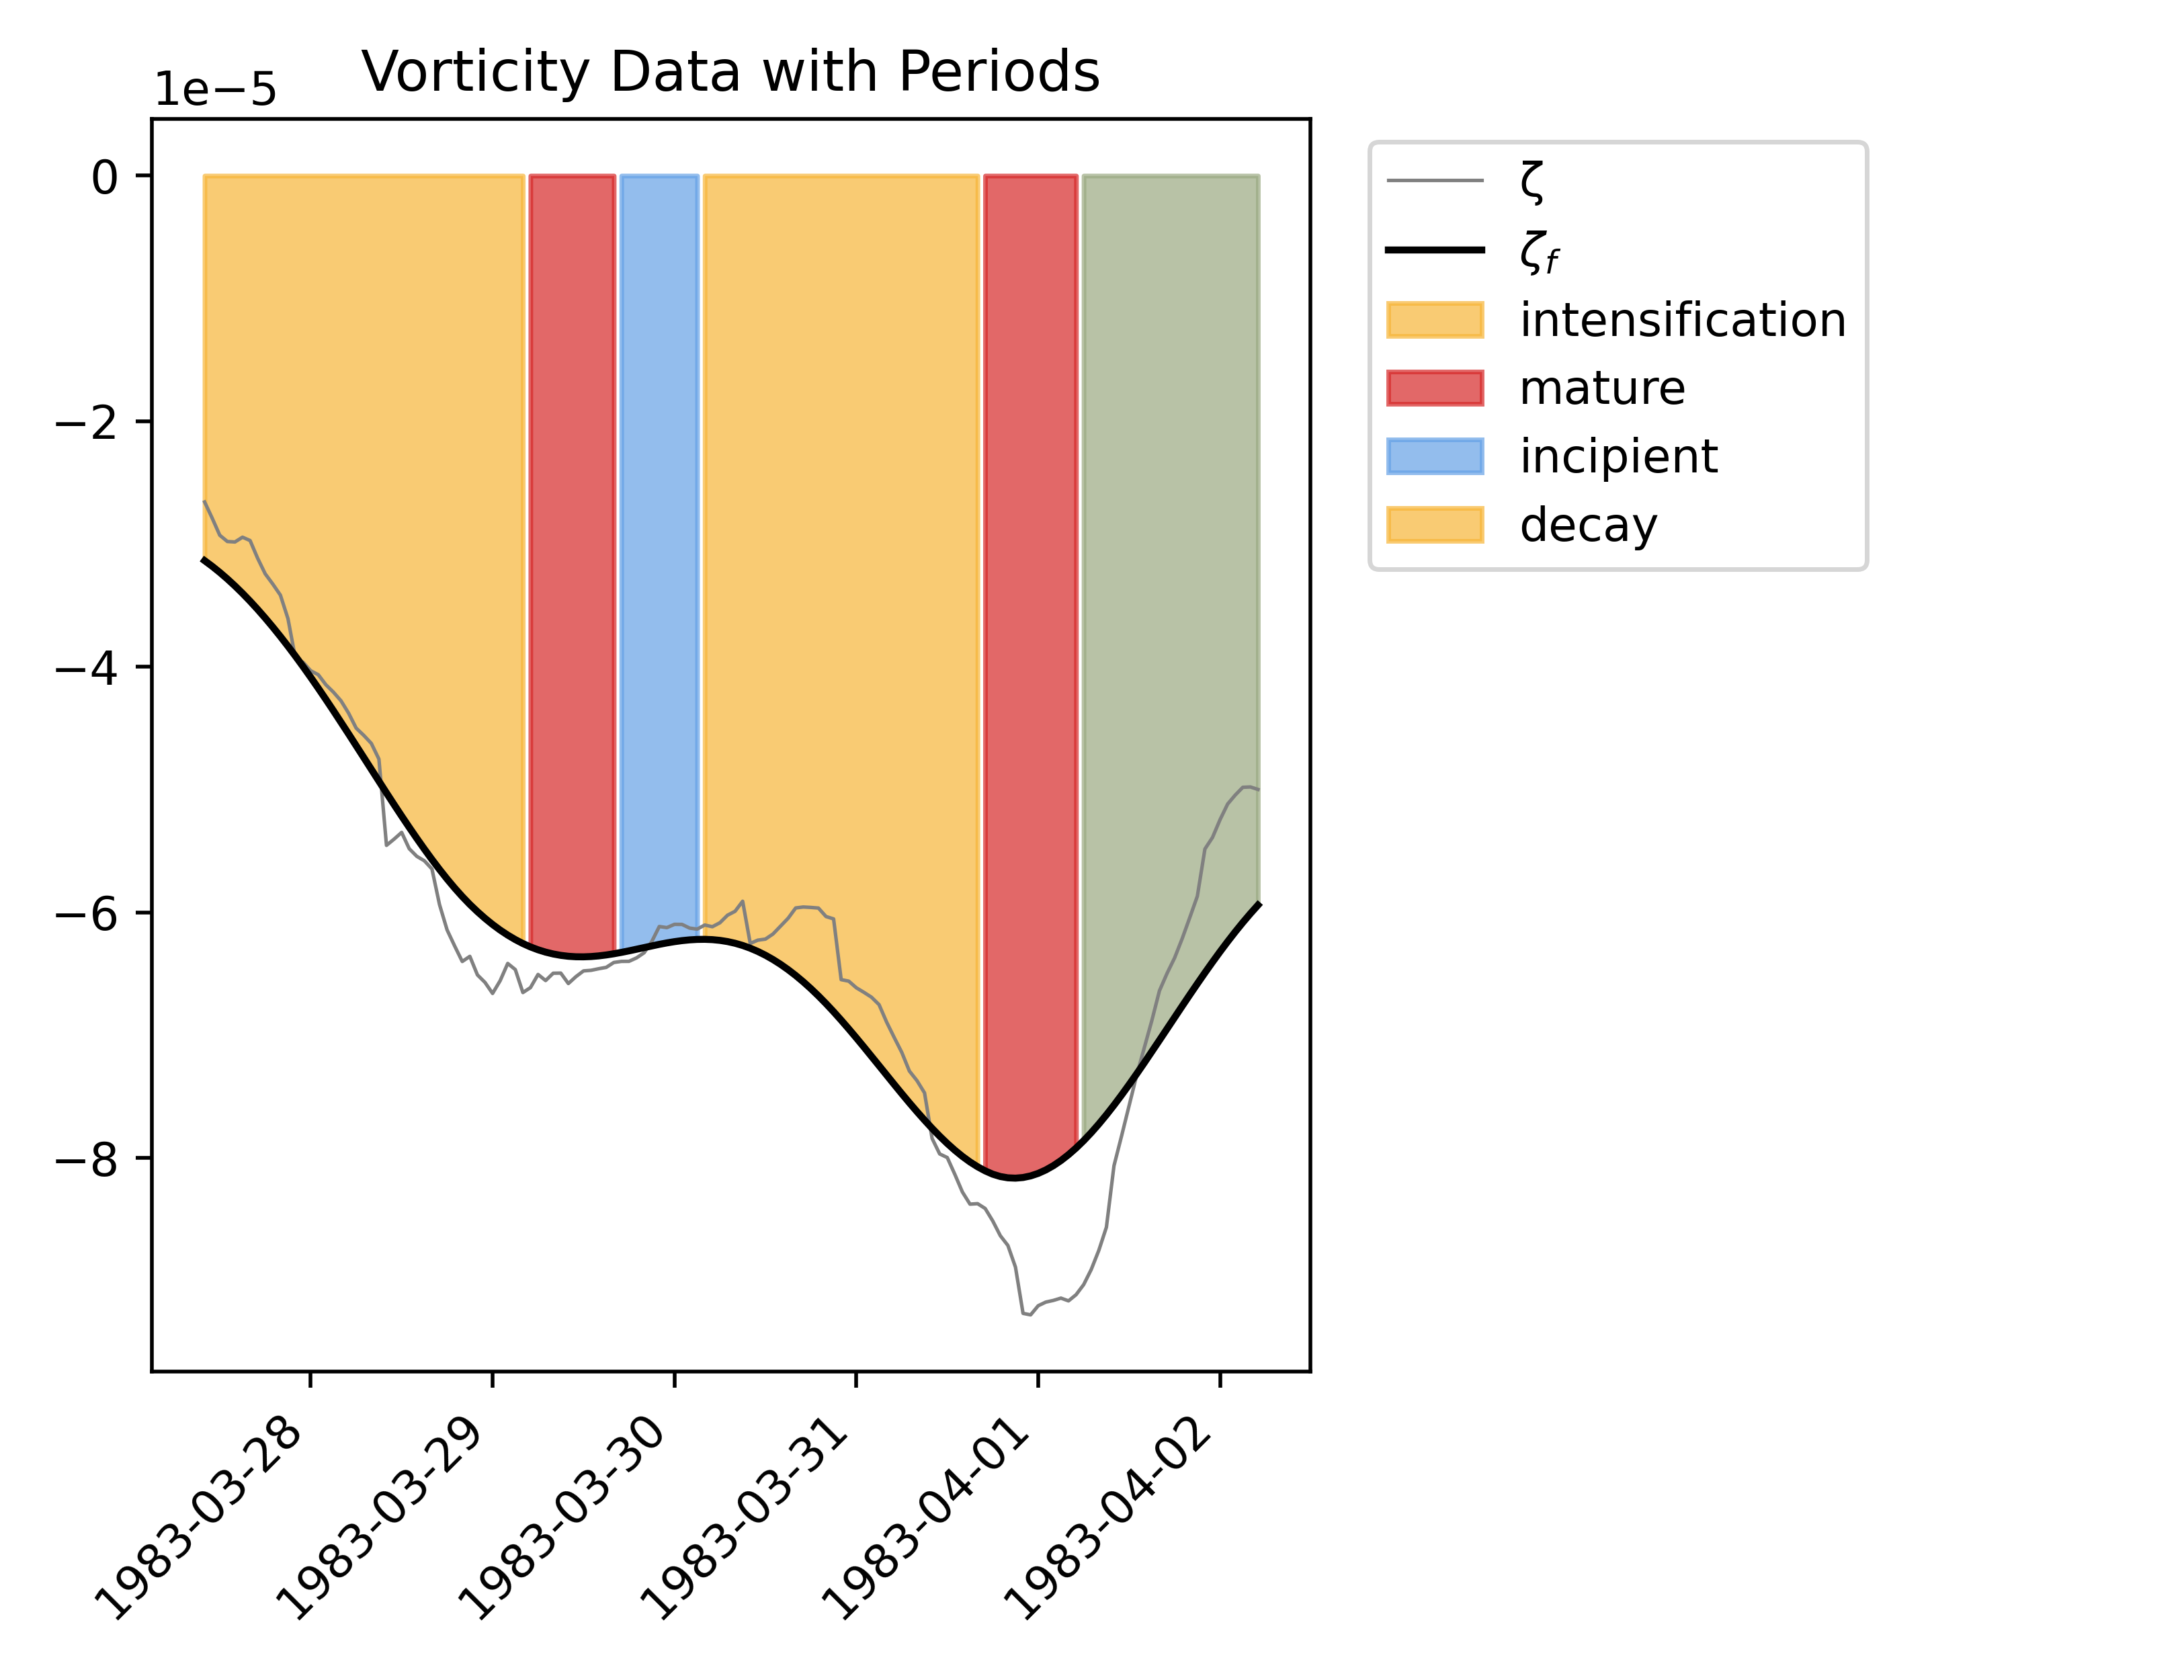 Vorticity Data with Periods
1e−5
0
−2
−4
−6
−8
1983-03-28
1983-03-29
1983-03-30
1983-03-31
1983-04-01
1983-04-02
ζ
ζf
intensification
mature
incipient
decay